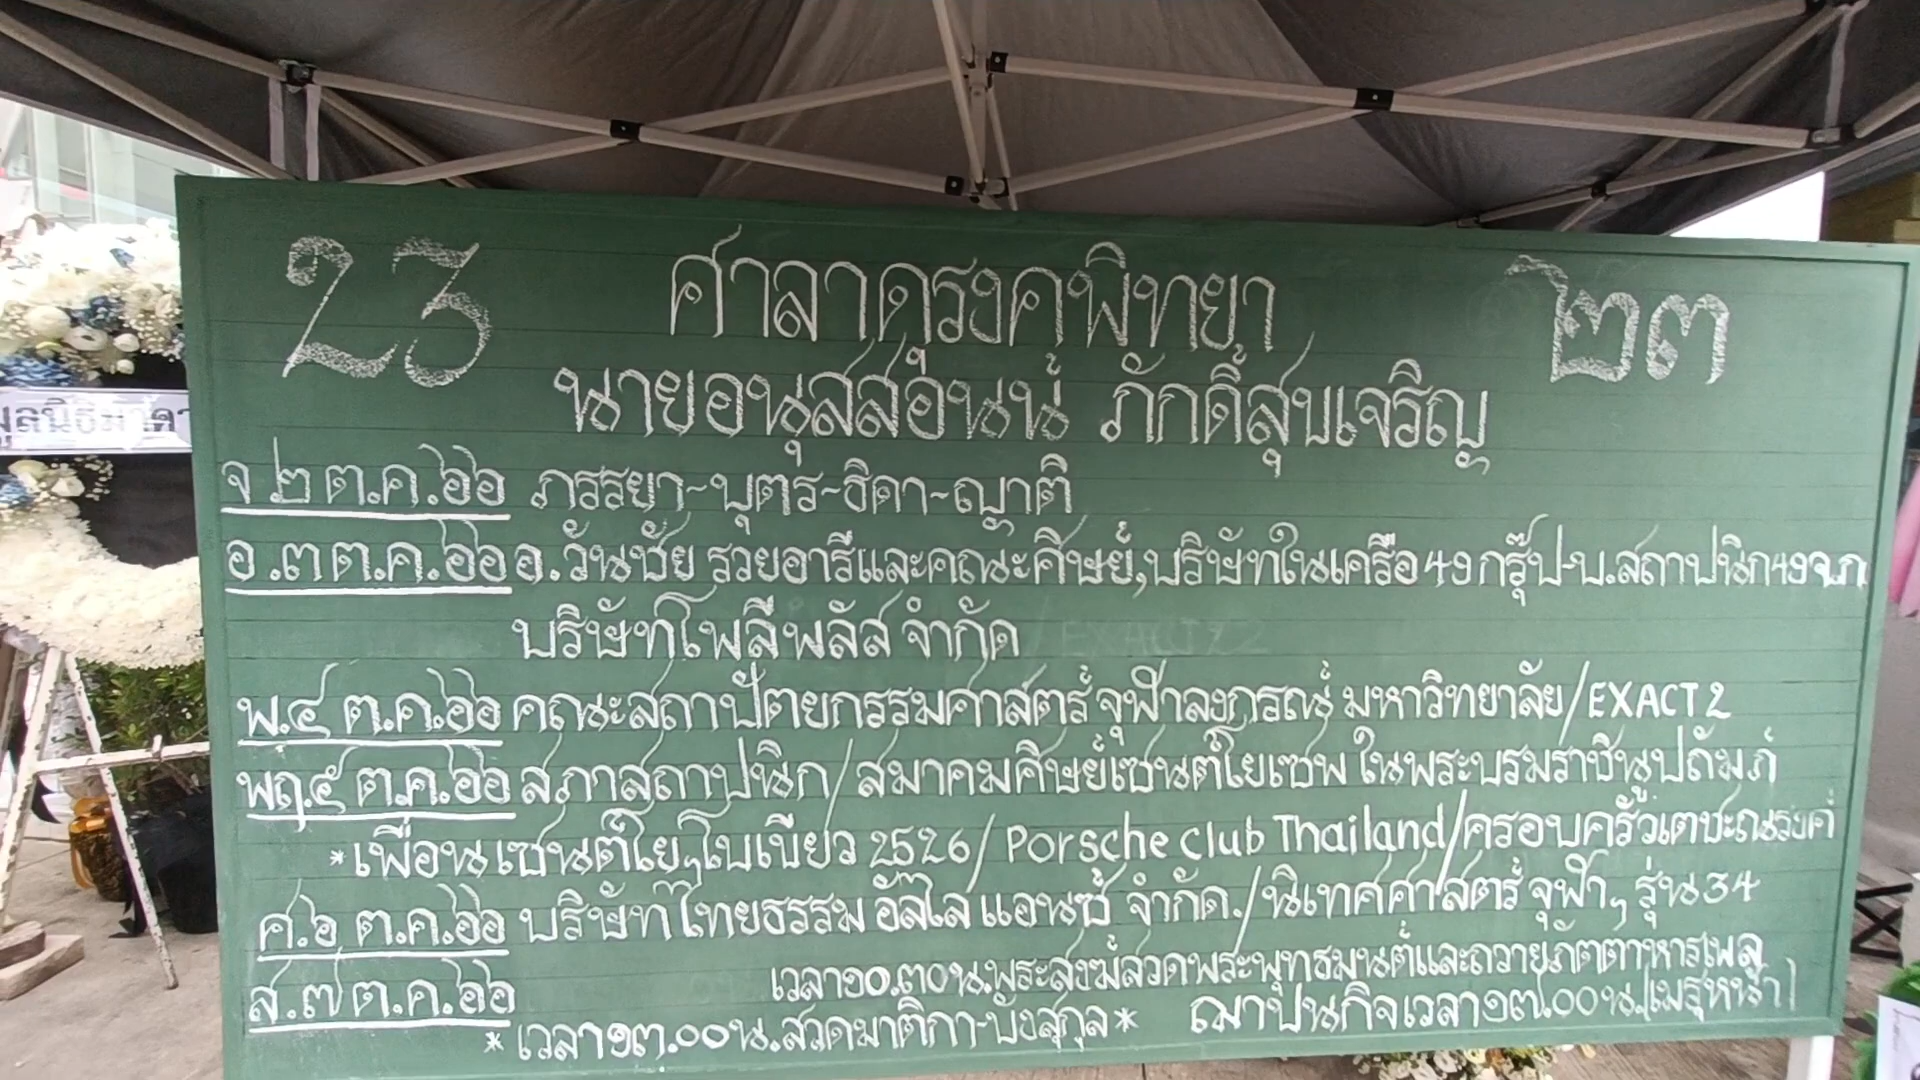 23 ศาลาดรงคพิทยา ๒๓
นายอนุสสอ่นนน์ ภักดิ์สุขเจริญ
จ ๒ ต.ค.๖๖ ภรรยา-บุตร-ธิดา-ญาติ
อ.๓ ต.ค.๖๖ อ.วันชัย รวยอารีและคณะศิษย์,บริษัทในเครือ 49 กรุ๊ป-บ.สถาปนิก 49 จ.ก.
บริษัทโพลีพลัส จำกัด
พ.๔ ต.ค.๖๖ คณะสถาปัตยกรรมศาสตร์ จุฬาลงกรณ์ มหาวิทยาลัย/EXACT 2
พฤ.๕ ต.ค.๖๖ สภาสถาปนิก/สมาคมศิษย์เซนต์โยเซฟ ในพระบรมราชินูปถัมภ์
*เพื่อนเซนต์โยฯโบเบียว 2526/ Porsche Club Thailand/ครอบครัวเตชะณรงค์
ศ.๖ ต.ค.๖๖ บริษัทไทยธรรม อัลไลแอนซ์ จำกัด./นิเทศศาสตร์ จุฬาฯ รุ่น 34
ส.๗ ต.ค.๖๖ เวลา๑๐.๓๐น.พระสงฆ์สวดพระพุทธมนต์และถวายภัตตาหารเพล
*เวลา๑๓.๐๐น.สวดมาติกา-บังสุกุล* ฌาปนกิจเวลา๑๗.๐๐น.(เมรุหน้า)